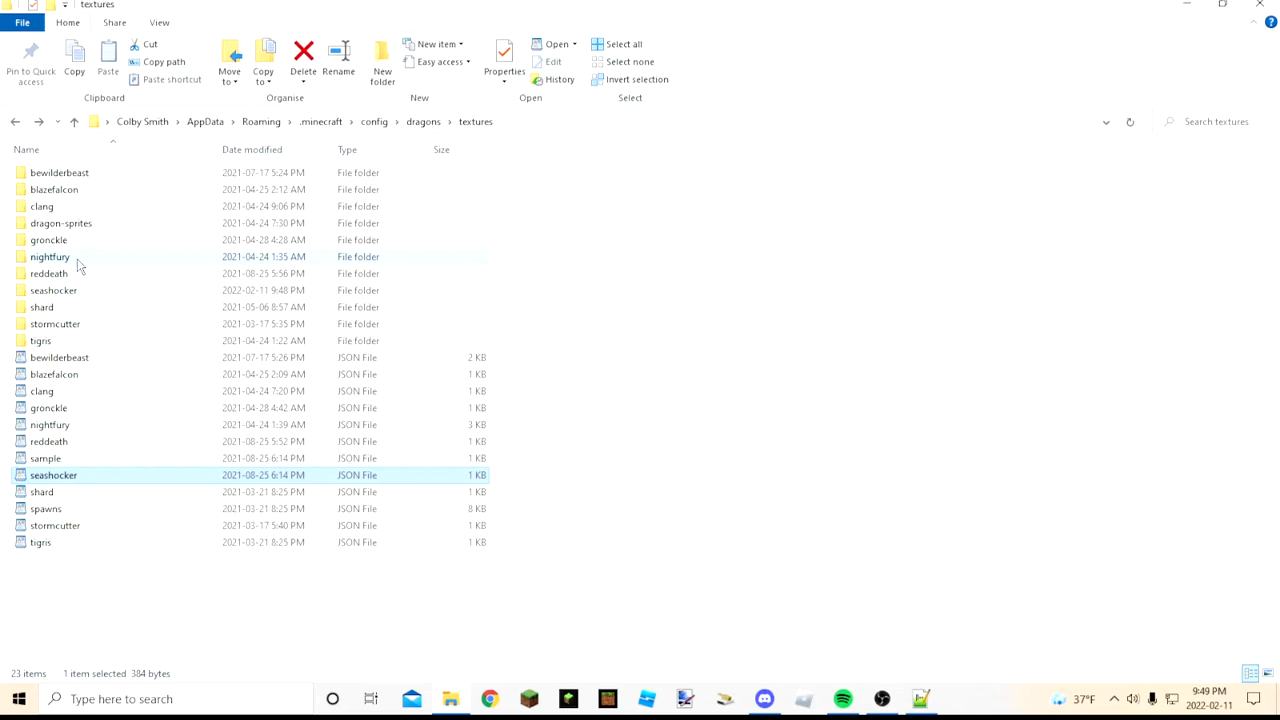 textures
File Home Share View
Pin to Quick access Copy Paste Cut Copy path Paste shortcut Move to Copy to Delete Rename New folder New item Easy access Properties Open Edit History Select all Select none Invert selection
Clipboard Organise New Open Select
Colby Smith AppData Roaming .minecraft config dragons textures Search textures
Name Date modified Type Size
bewilderbeast 2021-07-17 5:24 PM File folder
blazefalcon 2021-04-25 2:12 AM File folder
clang 2021-04-24 9:06 PM File folder
dragon-sprites 2021-04-24 7:30 PM File folder
gronckle 2021-04-28 4:28 AM File folder
nightfury 2021-04-24 1:35 AM File folder
reddeath 2021-08-25 5:56 PM File folder
seashocker 2022-02-11 9:48 PM File folder
shard 2021-05-06 8:57 AM File folder
stormcutter 2021-03-17 5:35 PM File folder
tigris 2021-04-24 1:22 AM File folder
bewilderbeast 2021-07-17 5:26 PM JSON File 2 KB
blazefalcon 2021-04-25 2:09 AM JSON File 1 KB
clang 2021-04-24 7:20 PM JSON File 1 KB
gronckle 2021-04-28 4:42 AM JSON File 1 KB
nightfury 2021-04-24 1:39 AM JSON File 3 KB
reddeath 2021-08-25 5:52 PM JSON File 1 KB
sample 2021-08-25 6:14 PM JSON File 1 KB
seashocker 2021-08-25 6:14 PM JSON File 1 KB
shard 2021-03-21 8:25 PM JSON File 1 KB
spawns 2021-03-21 8:25 PM JSON File 8 KB
stormcutter 2021-03-17 5:40 PM JSON File 1 KB
tigris 2021-03-21 8:25 PM JSON File 1 KB
23 items 1 item selected 384 bytes
Type here to search 37°F 9:49 PM
2022-02-11